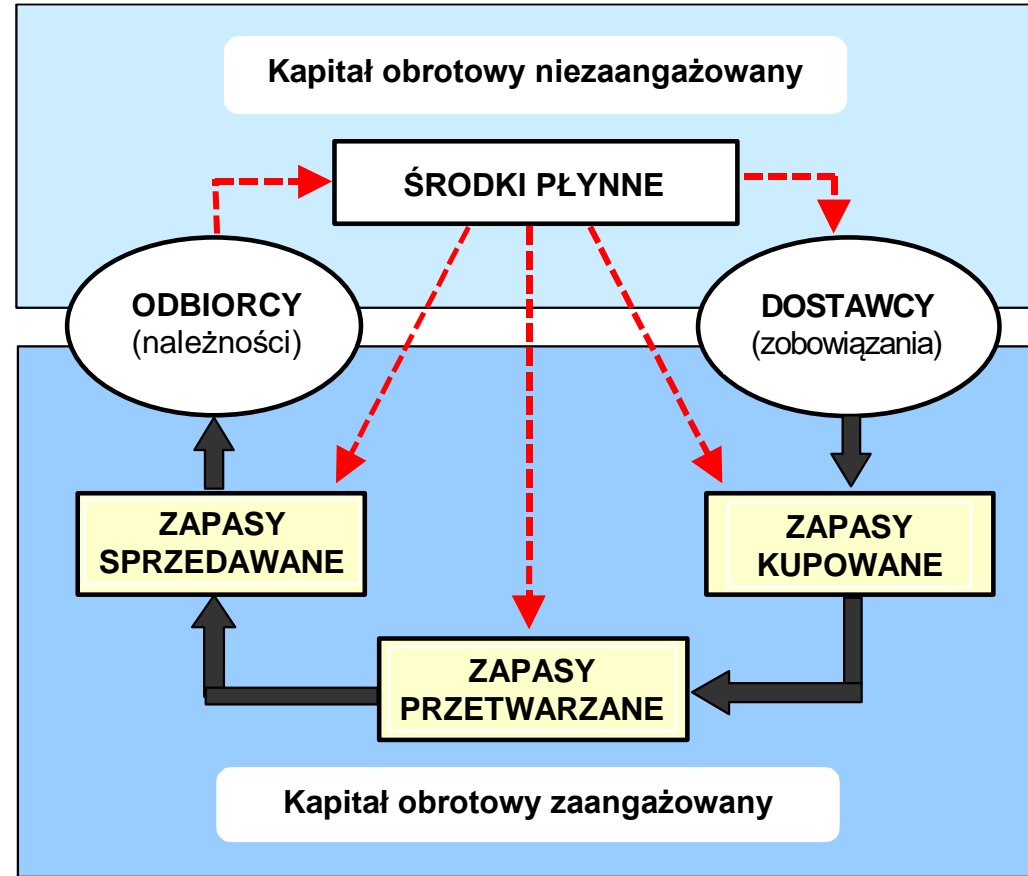 Kapitał obrotowy niezaangażowany
ŚRODKI PŁYNNE
ODBIORCY
(należności)
DOSTAWCY
(zobowiązania)
ZAPASY
SPRZEDAWANE
ZAPASY
KUPOWANE
ZAPASY
PRZETWARZANE
Kapitał obrotowy zaangażowany